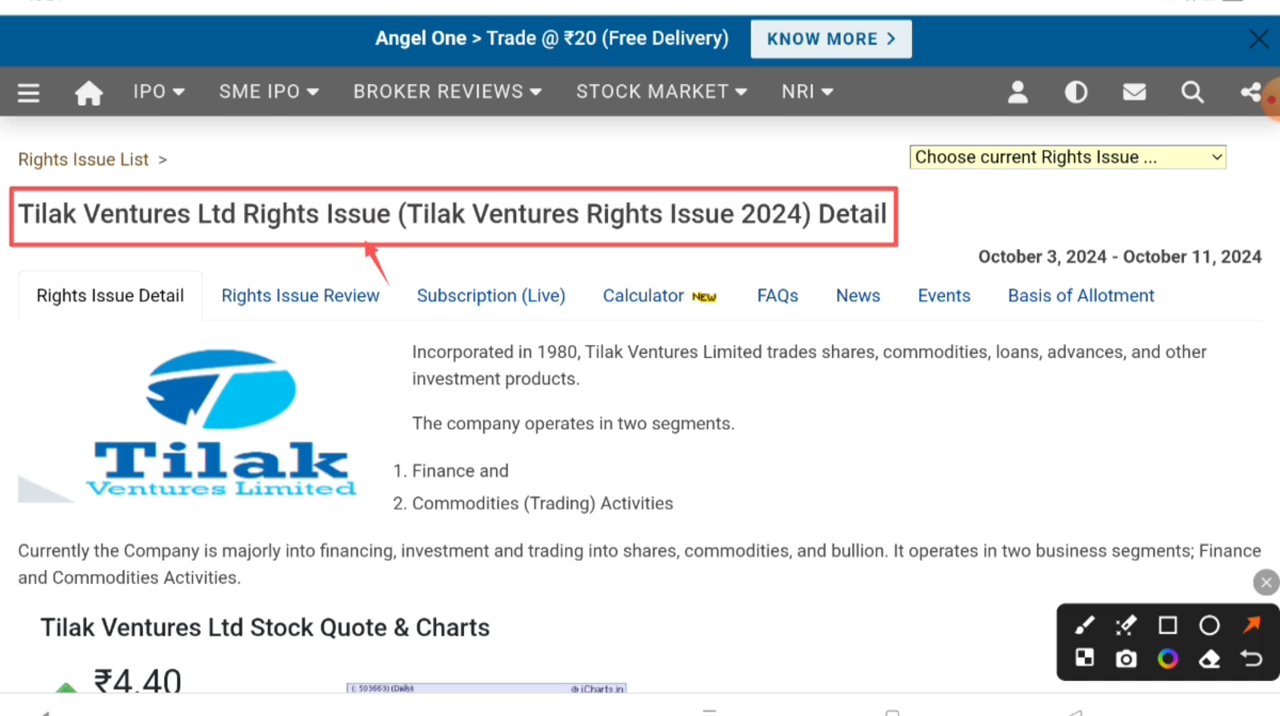 Angel One > Trade @ ₹20 (Free Delivery)
KNOW MORE >
IPO
SME IPO
BROKER REVIEWS
STOCK MARKET
NRI
Rights Issue List >
Choose current Rights Issue ...
Tilak Ventures Ltd Rights Issue (Tilak Ventures Rights Issue 2024) Detail
October 3, 2024 - October 11, 2024
Rights Issue Detail
Rights Issue Review
Subscription (Live)
Calculator NEW
FAQs
News
Events
Basis of Allotment
Tilak
Ventures Limited
Incorporated in 1980, Tilak Ventures Limited trades shares, commodities, loans, advances, and other
investment products.
The company operates in two segments.
1. Finance and
2. Commodities (Trading) Activities
Currently the Company is majorly into financing, investment and trading into shares, commodities, and bullion. It operates in two business segments; Finance
and Commodities Activities.
Tilak Ventures Ltd Stock Quote & Charts
₹4.40
(: 503663) (Daily)
@ iCharts.in